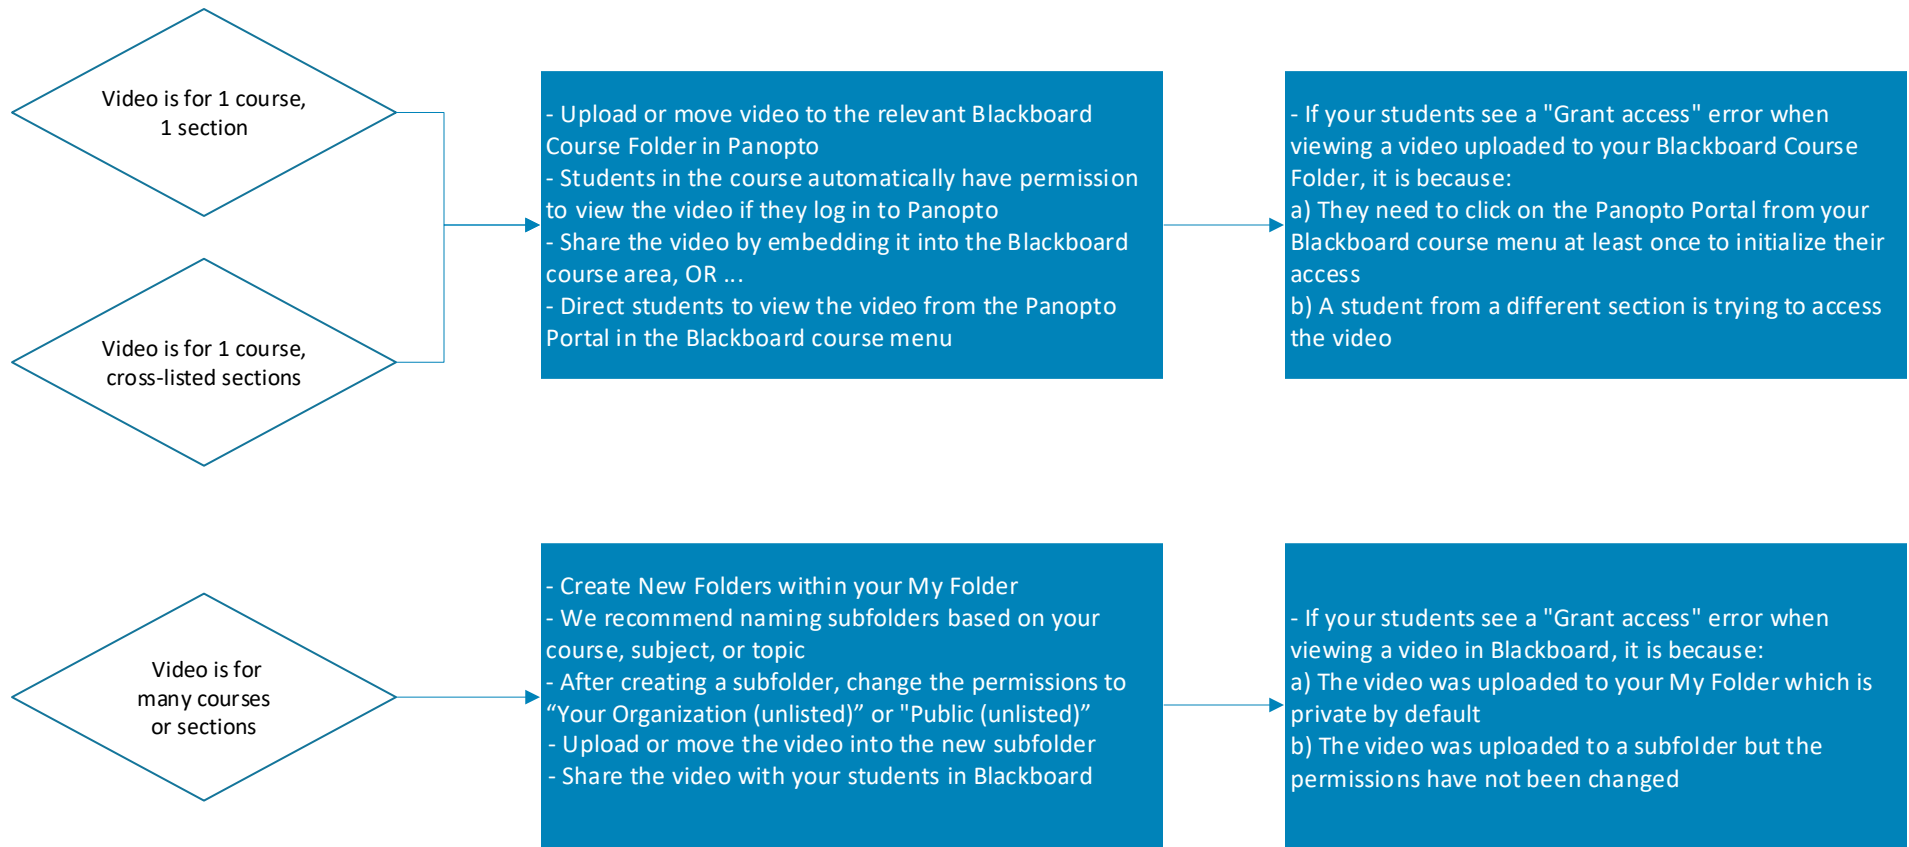 Video is for 1 course,
1 section
Video is for 1 course,
cross-listed sections
- Upload or move video to the relevant Blackboard
Course Folder in Panopto
- Students in the course automatically have permission
to view the video if they log in to Panopto
- Share the video by embedding it into the Blackboard
course area, OR ...
- Direct students to view the video from the Panopto
Portal in the Blackboard course menu
- If your students see a "Grant access" error when
viewing a video uploaded to your Blackboard Course
Folder, it is because:
a) They need to click on the Panopto Portal from your
Blackboard course menu at least once to initialize their
access
b) A student from a different section is trying to access
the video
Video is for
many courses
or sections
- Create New Folders within your My Folder
- We recommend naming subfolders based on your
course, subject, or topic
- After creating a subfolder, change the permissions to
“Your Organization (unlisted)” or "Public (unlisted)”
- Upload or move the video into the new subfolder
- Share the video with your students in Blackboard
- If your students see a "Grant access" error when
viewing a video in Blackboard, it is because:
a) The video was uploaded to your My Folder which is
private by default
b) The video was uploaded to a subfolder but the
permissions have not been changed